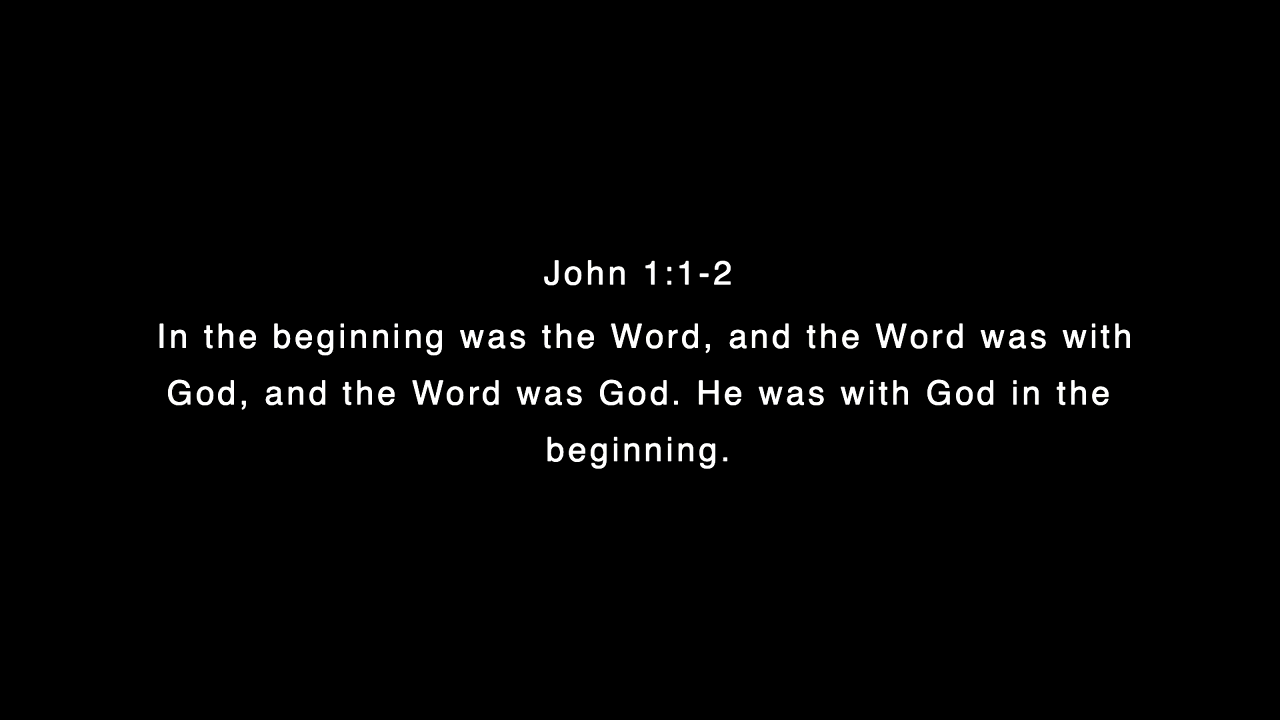 John 1:1-2
In the beginning was the Word, and the Word was with
God, and the Word was God. He was with God in the
beginning.